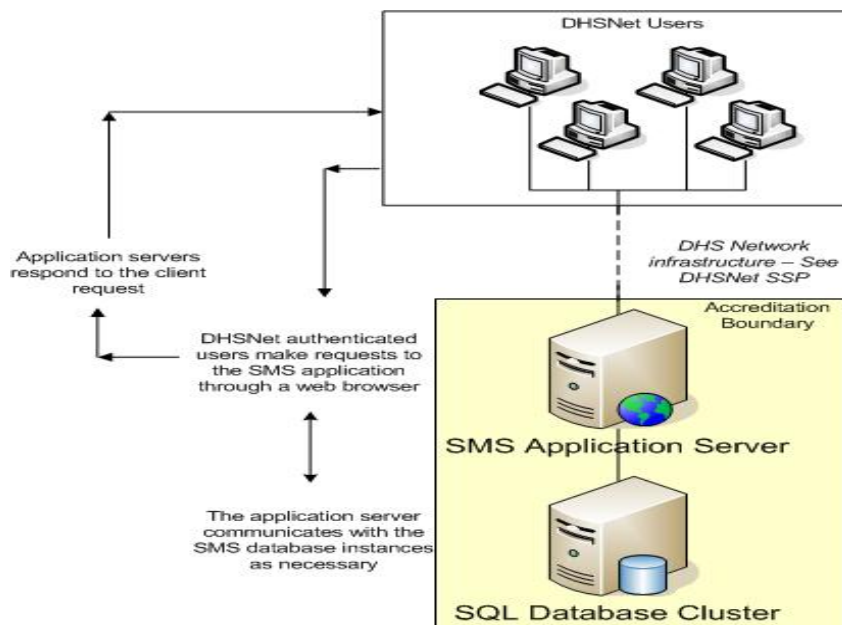 DHSNet Users
DHS Network
infrastructure – See
DHSNet SSP
Application servers
respond to the client
request
Accreditation
Boundary
DHSNet authenticated
users make requests to
the SMS application
through a web browser
SMS Application Server
The application server
communicates with the
SMS database instances
as necessary
SQL Database Cluster